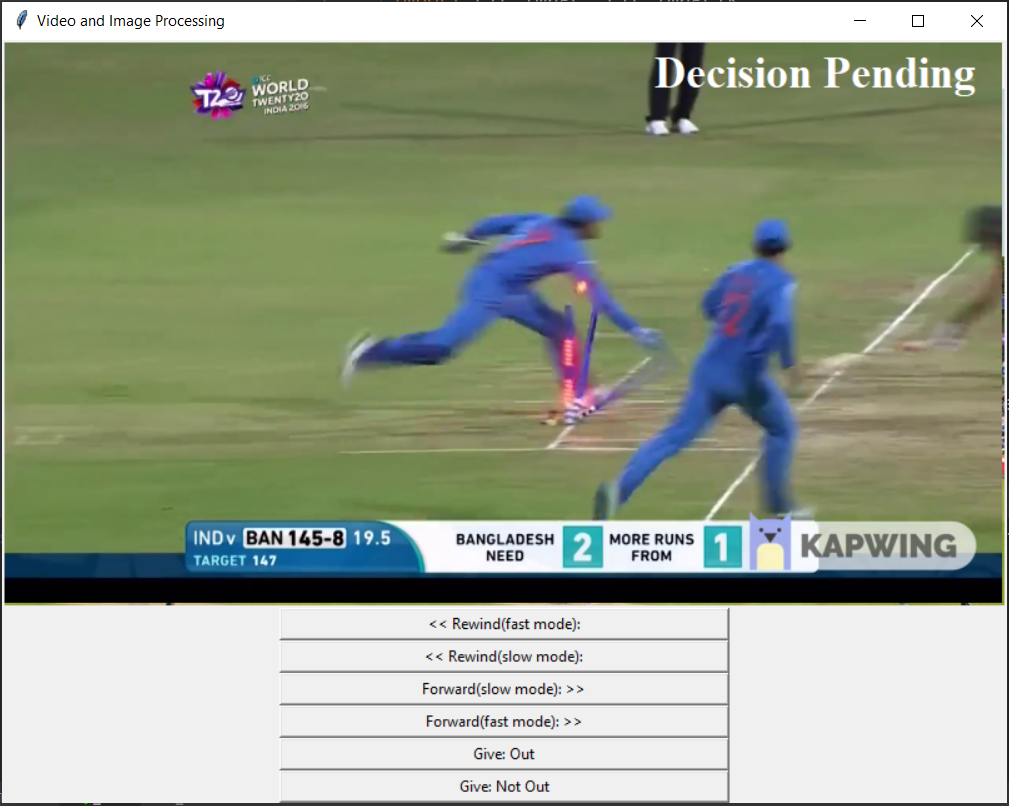 Video and Image Processing
Decision Pending
ICC
WORLD
TWENTY20
INDIA 2016
T20
IND v BAN 145-8 19.5
TARGET 147
BANGLADESH
NEED
2
MORE RUNS
FROM
1
KAPWING
<< Rewind(fast mode):
<< Rewind(slow mode):
Forward(slow mode): >>
Forward(fast mode): >>
Give: Out
Give: Not Out